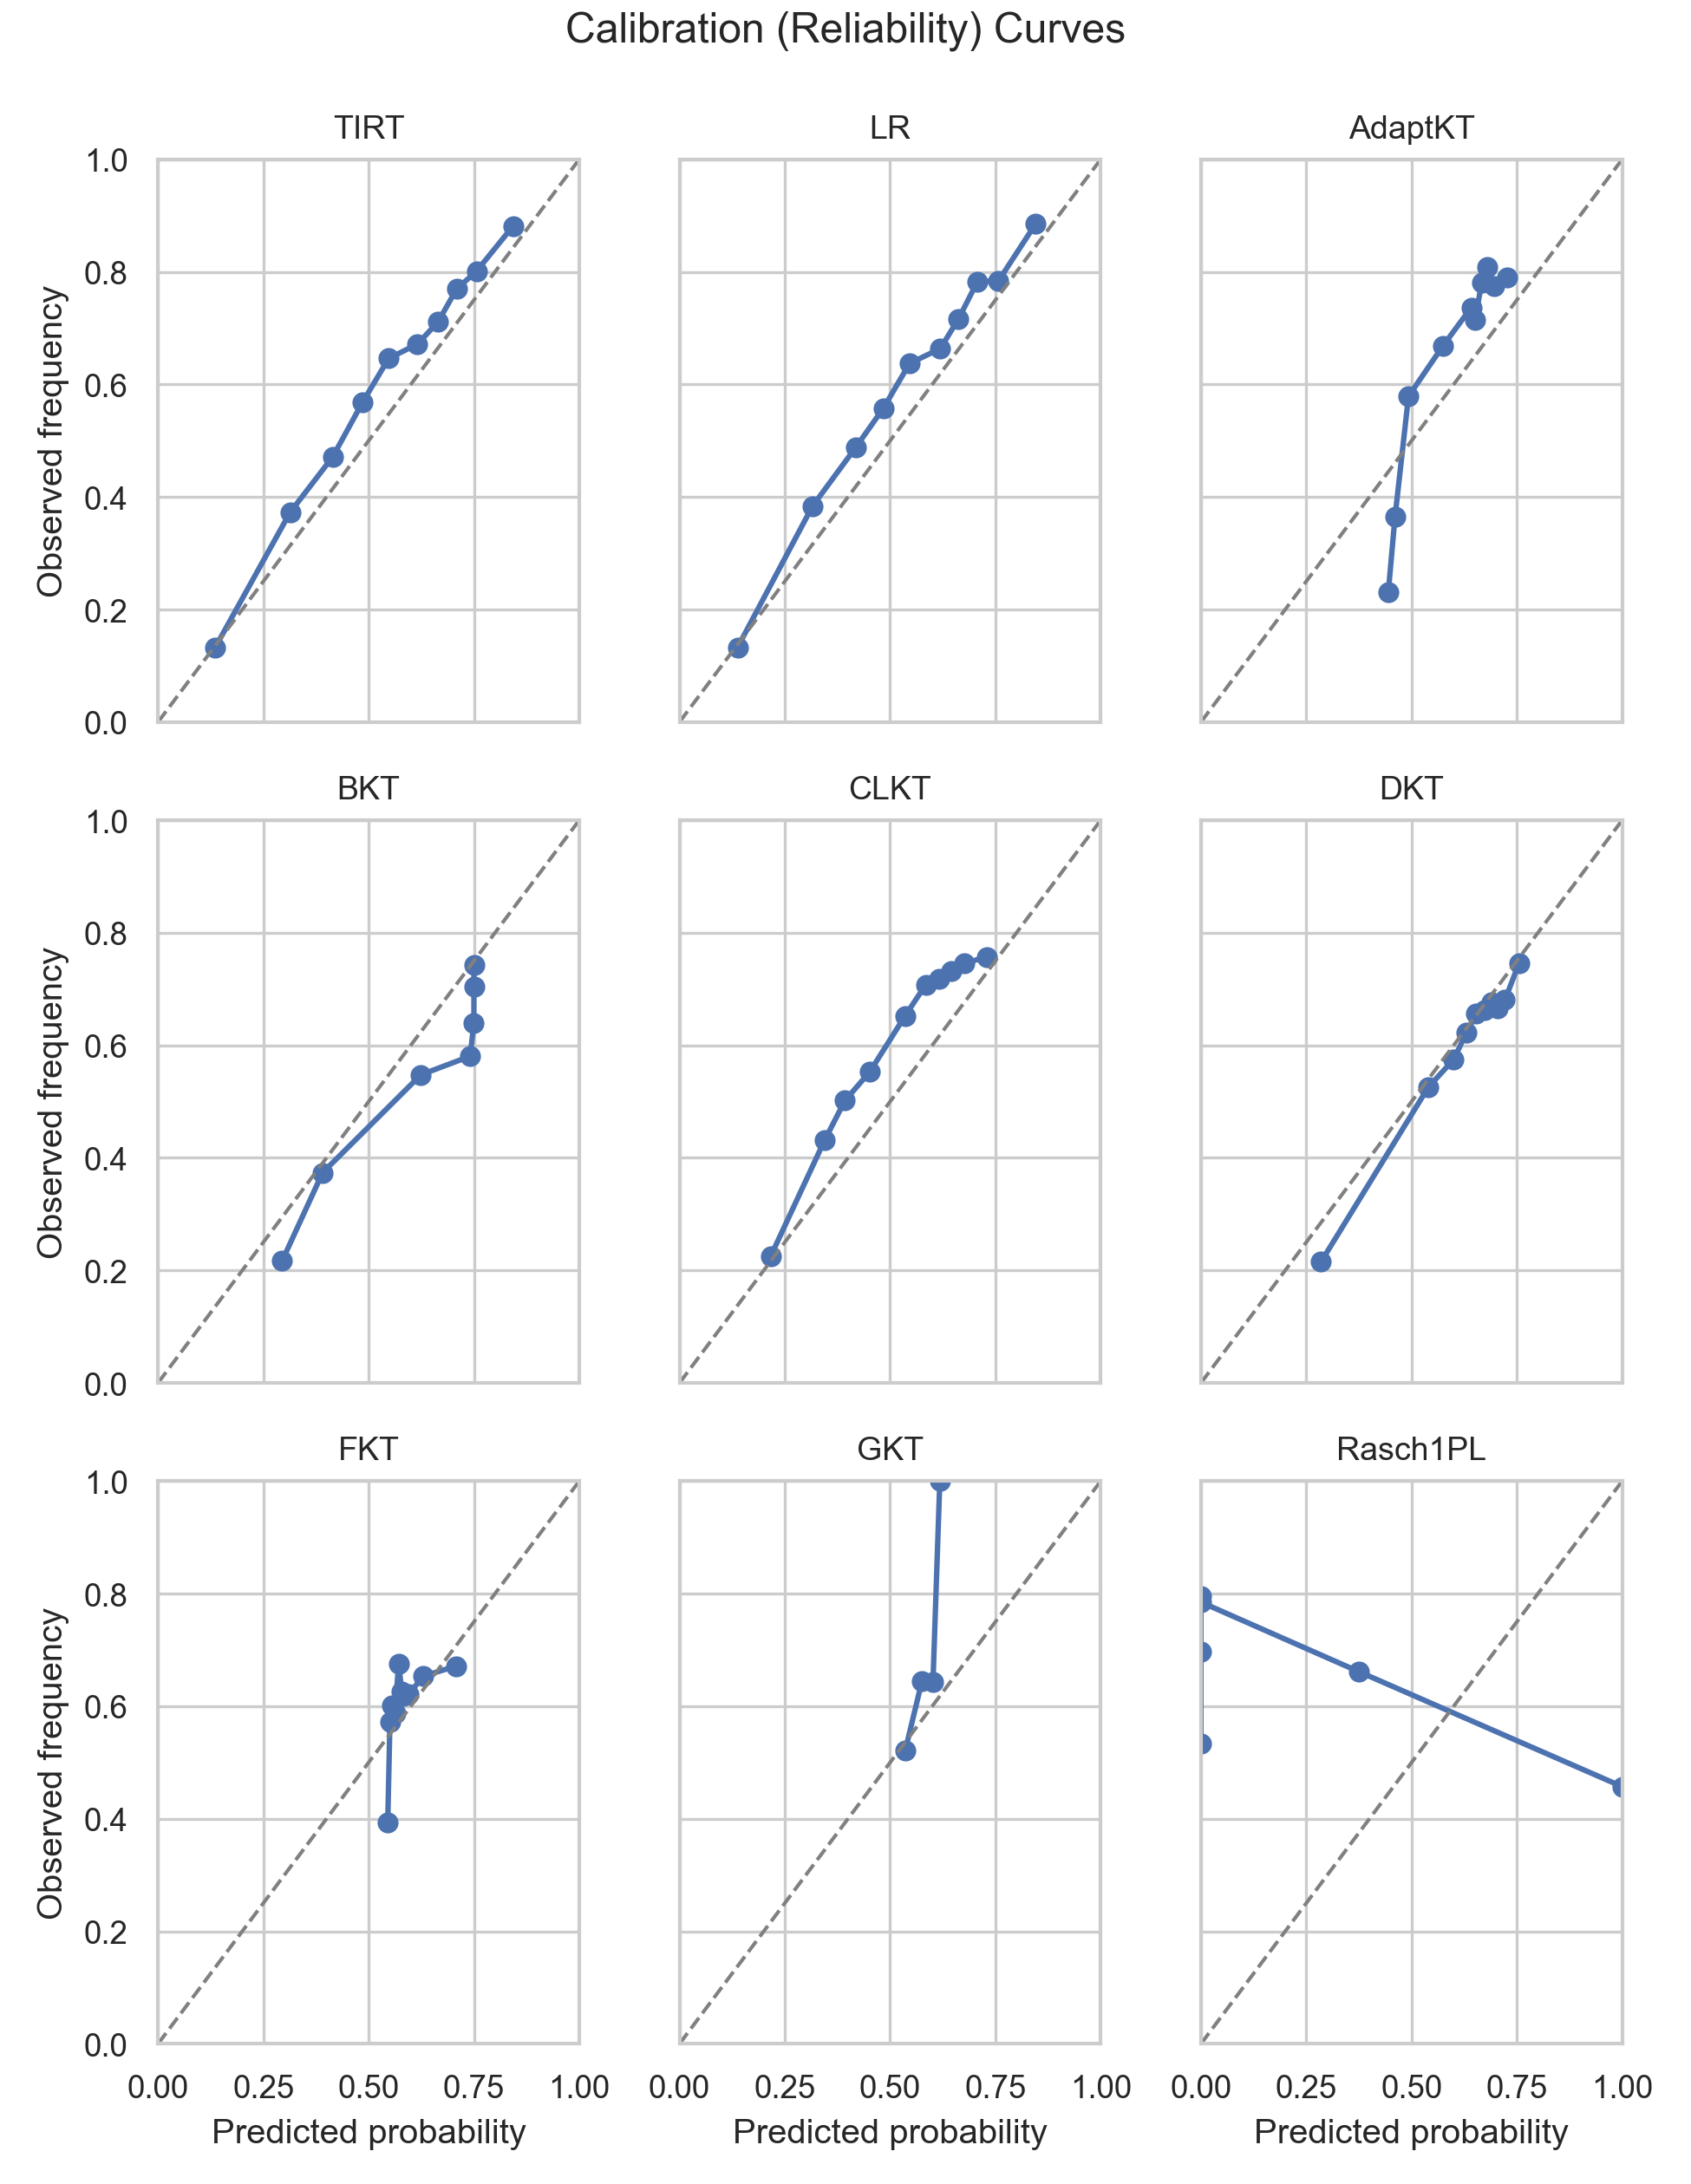 Calibration (Reliability) Curves
TIRT
LR
AdaptKT
1.0
0.8
0.6
0.4
0.2
0.0
Observed frequency
BKT
CLKT
DKT
1.0
0.8
0.6
0.4
0.2
0.0
Observed frequency
FKT
GKT
Rasch1PL
1.0
0.8
0.6
0.4
0.2
0.0
Observed frequency
0.00 0.25 0.50 0.75 1.00
0.00 0.25 0.50 0.75 1.00
0.00 0.25 0.50 0.75 1.00
Predicted probability
Predicted probability
Predicted probability